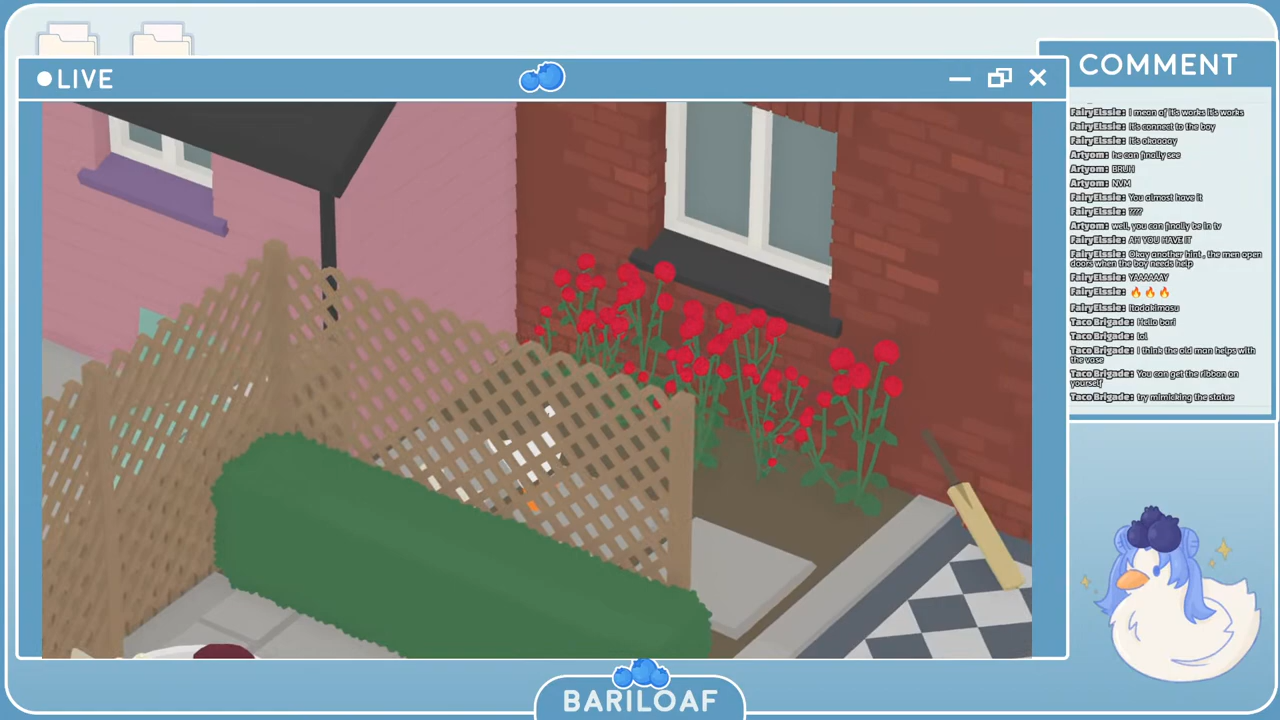 LIVE
COMMENT
FairyElssie: I mean of it's works it's works
FairyElssie: It's connect to the boy
FairyElssie: It's okaaaay
Artyom: he can finally see
Artyom: BRUH
Artyom: NVM
FairyElssie: You almost have it
FairyElssie: ???
Artyom: well, you can finally be in tv
FairyElssie: AH YOU HAVE IT
FairyElssie: Okay another hint , the men open
doors when the boy needs help
FairyElssie: YAAAAAAY
FairyElssie: 🔥 🔥 🔥
FairyElssie: Itadakimasu
Taco Brigade: Hello bari
Taco Brigade: lol
Taco Brigade: I think the old man helps with
the vase
Taco Brigade: You can get the ribbon on
yourself
Taco Brigade: try mimicking the statue
BARILOAF